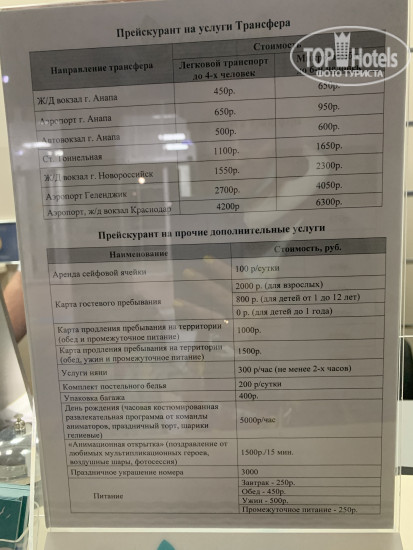 Прейскурант на услуги Трансфера
TOP Hotels
ФОТО ТУРИСТА
Направление трансфера
Стоимость
Легковой транспорт
до 4-х человек
Ж/Д вокзал г. Анапа 450р. 650р.
Аэропорт г. Анапа 650р. 950р.
Автовокзал г. Анапа 500р. 600р.
Ст. Тоннельная 1100р. 1650р.
Ж/Д вокзал г. Новороссийск 1550р. 2300р.
Аэропорт Геленджик 2700р. 4050р.
Аэропорт, ж/д вокзал Краснодар 4200р 6300р.
Прейскурант на прочие дополнительные услуги
Наименование Стоимость, руб.
Аренда сейфовой ячейки 100 р/сутки
Карта гостевого пребывания
2000 р. (для взрослых)
800 р. (для детей от 1 до 12 лет)
0 р. (для детей до 1 года)
Карта продления пребывания на территории
(обед и промежуточное питание) 1000р.
Карта продления пребывания на территории
(обед, ужин и промежуточное питание) 1500р.
Услуги няни 300 р/час (не менее 2-х часов)
Комплект постельного белья 200 р/сутки
Упаковка багажа 400р.
День рождения (часовая костюмированная
развлекательная программа от команды
аниматоров, праздничный торт, шарики
гелиевые) 5000р/час
«Анимационная открытка» (поздравление от
любимых мультипликационных героев,
воздушные шары, фотосессия) 1500р./15 мин.
Праздничное украшение номера 3000
Питание
Завтрак - 250р.
Обед - 450р.
Ужин - 500р.
Промежуточное питание - 250р.